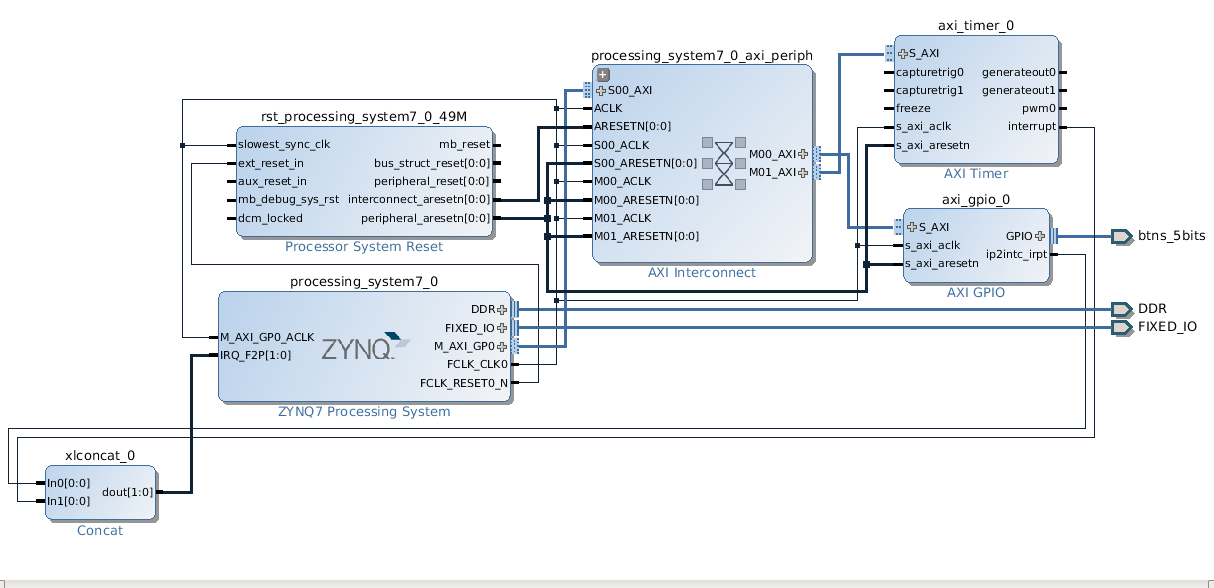 axi_timer_0
S_AXI
capturetrig0
generateout0
capturetrig1
generateout1
freeze
pwm0
s_axi_aclk
interrupt
s_axi_aresetn
AXI Timer
processing_system7_0_axi_periph
S00_AXI
ACLK
ARESETN[0:0]
S00_ACLK
S00_ARESETN[0:0]
M00_ACLK
M00_ARESETN[0:0]
M01_ACLK
M01_ARESETN[0:0]
M00_AXI
M01_AXI
AXI Interconnect
rst_processing_system7_0_49M
slowest_sync_clk
mb_reset
ext_reset_in
bus_struct_reset[0:0]
aux_reset_in
peripheral_reset[0:0]
mb_debug_sys_rst
interconnect_aresetn[0:0]
dcm_locked
peripheral_aresetn[0:0]
Processor System Reset
axi_gpio_0
S_AXI
GPIO
s_axi_aclk
ip2intc_irpt
s_axi_aresetn
AXI GPIO
btns_5bits
DDR
FIXED_IO
processing_system7_0
DDR
FIXED_IO
M_AXI_GP0_ACLK
M_AXI_GP0
IRQ_F2P[1:0]
FCLK_CLK0
FCLK_RESET0_N
ZYNQ
ZYNQ7 Processing System
xlconcat_0
In0[0:0]
In1[0:0]
dout[1:0]
Concat